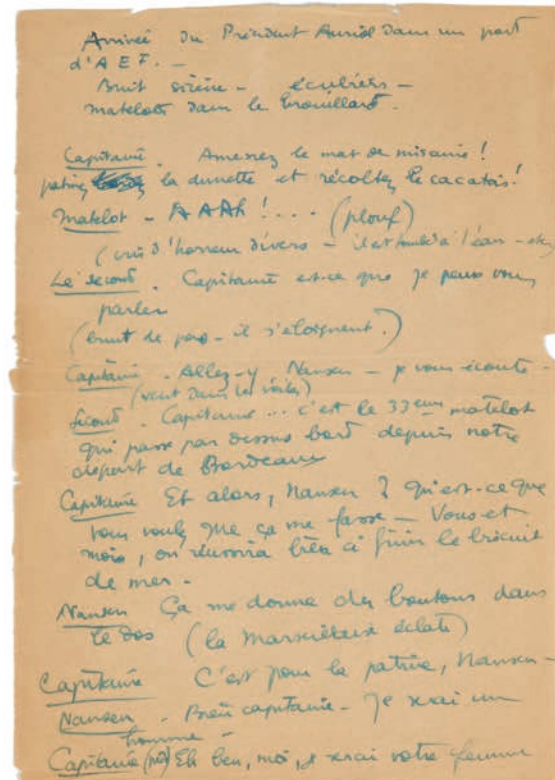 Arrivée du Président Auriol dans un port
d'A E F. -
Bruit sirène - écubiers -
matelots dans le brouillard.
Capitaine. Amenez le mat de misaine!
la dunette et récoltez le cacatois!
Matelot - AAAh!... (plouf)
(cris d'horreur divers - il est tombé à l'eau - etc)
Le second. Capitaine est-ce que je peux vous
parler
(bruit de pas - il s'éloignent.)
Capitaine - Allez-y Nansen - je vous écoute -
(vent dans les voiles)
Second. Capitaine... c'est le 33eme matelot
qui passe par dessus bord depuis notre
départ de Bordeaux
Capitaine Et alors, Nansen? qu'est-ce que
vous voulez que ça me fasse - Vous et
moi, on réussira bien à finir le biscuit
de mer -
Nansen Ça me donne des boutons dans
le dos (la Marseillaise éclate)
Capitaine C'est pour la patrie, Nansen -
Nansen. Bien capitaine - Je serai un
homme -
Capitaine Eh ben, moi, je serai votre femme